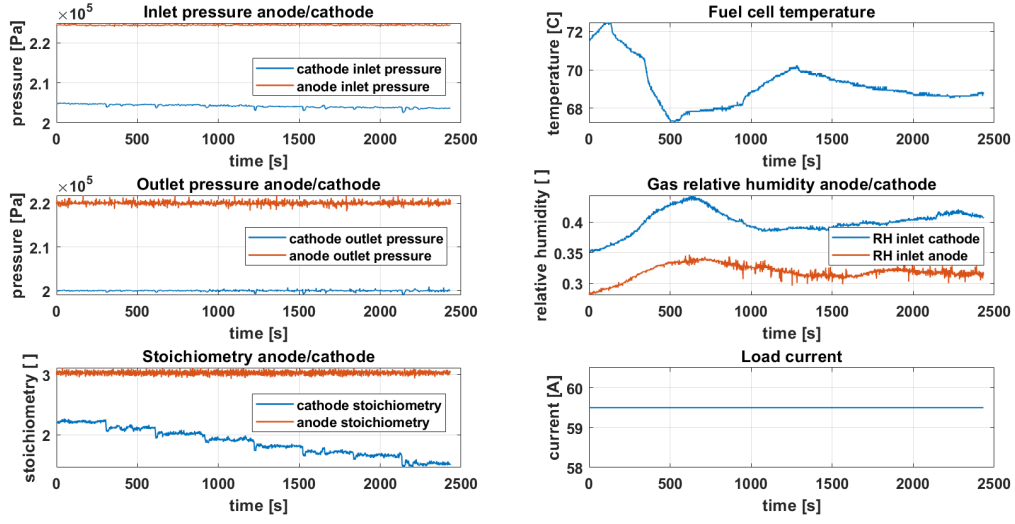 Inlet pressure anode/cathode
×10^5
pressure [Pa]
2.2
2.1
2
cathode inlet pressure
anode inlet pressure
0 500 1000 1500 2000 2500
time [s]
Fuel cell temperature
temperature [C]
72
70
68
0 500 1000 1500 2000 2500
time [s]
Outlet pressure anode/cathode
×10^5
pressure [Pa]
2.2
2.1
2
cathode outlet pressure
anode outlet pressure
0 500 1000 1500 2000 2500
time [s]
Gas relative humidity anode/cathode
relative humidity [ ]
0.4
0.35
0.3
RH inlet cathode
RH inlet anode
0 500 1000 1500 2000 2500
time [s]
Stoichiometry anode/cathode
stoichiometry [ ]
3
2
cathode stoichiometry
anode stoichiometry
0 500 1000 1500 2000 2500
time [s]
Load current
current [A]
60
59
58
0 500 1000 1500 2000 2500
time [s]